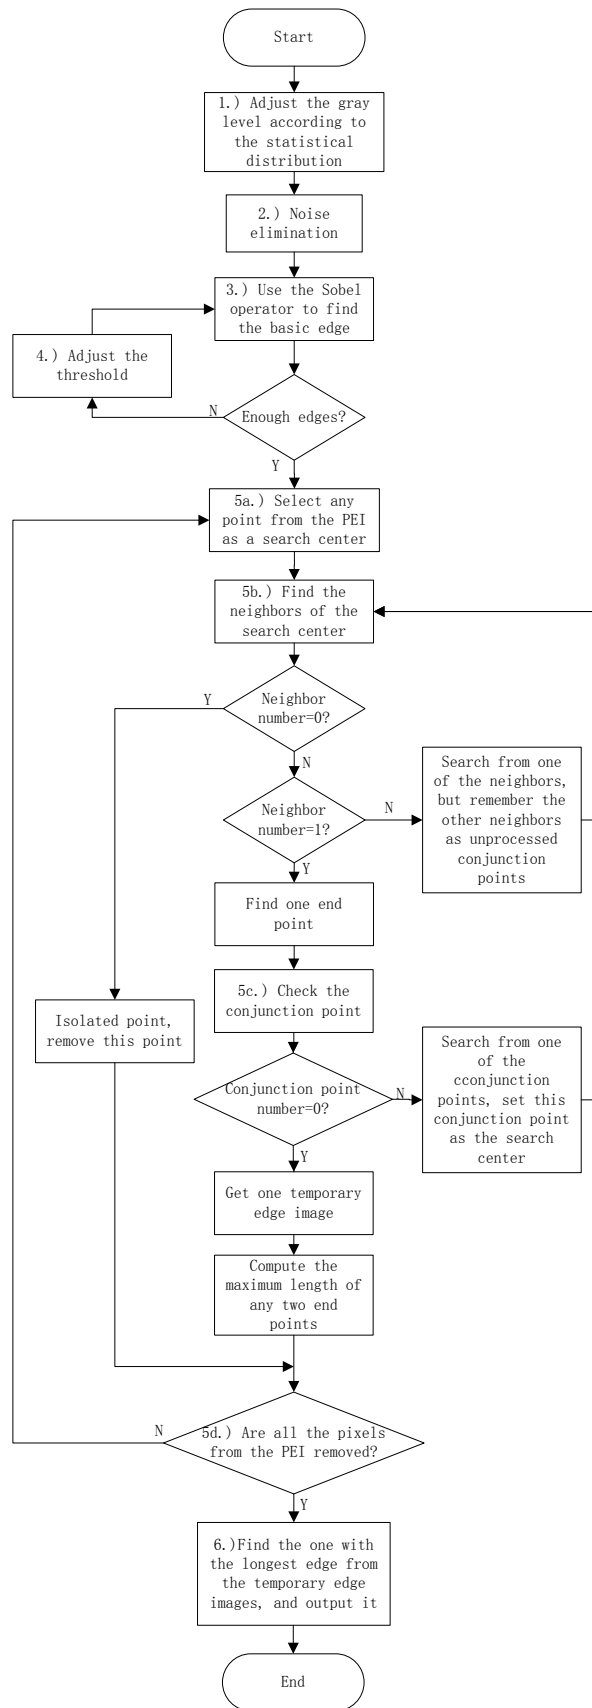 Start
1.) Adjust the gray
level according to
the statistical
distribution
2.) Noise
elimination
3.) Use the Sobel
operator to find
the basic edge
4.) Adjust the
threshold
N
Enough edges?
Y
5a.) Select any
point from the PEI
as a search center
5b.) Find the
neighbors of the
search center
Y
Neighbor
number=0?
N
Neighbor
number=1?
N
Search from one
of the neighbors,
but remember the
other neighbors
as unprocessed
conjunction
points
Y
Find one end
point
5c.) Check the
conjunction point
Isolated point,
remove this point
Conjunction point
number=0?
N
Search from one
of the
cconjunction
points, set this
conjunction point
as the search
center
Y
Get one temporary
edge image
Compute the
maximum length of
any two end
points
N
5d.) Are all the pixels
from the PEI removed?
Y
6.)Find the one with
the longest edge from
the temporary edge
images, and output it
End